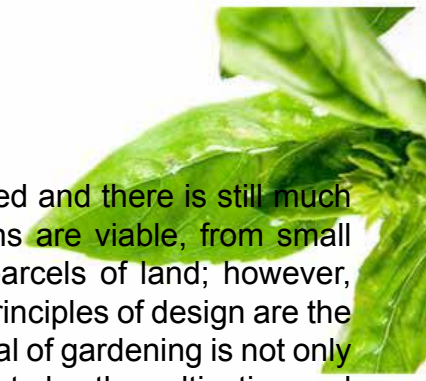 ed and there is still much
ns are viable, from small
arcels of land; however,
rinciples of design are the
al of gardening is not only